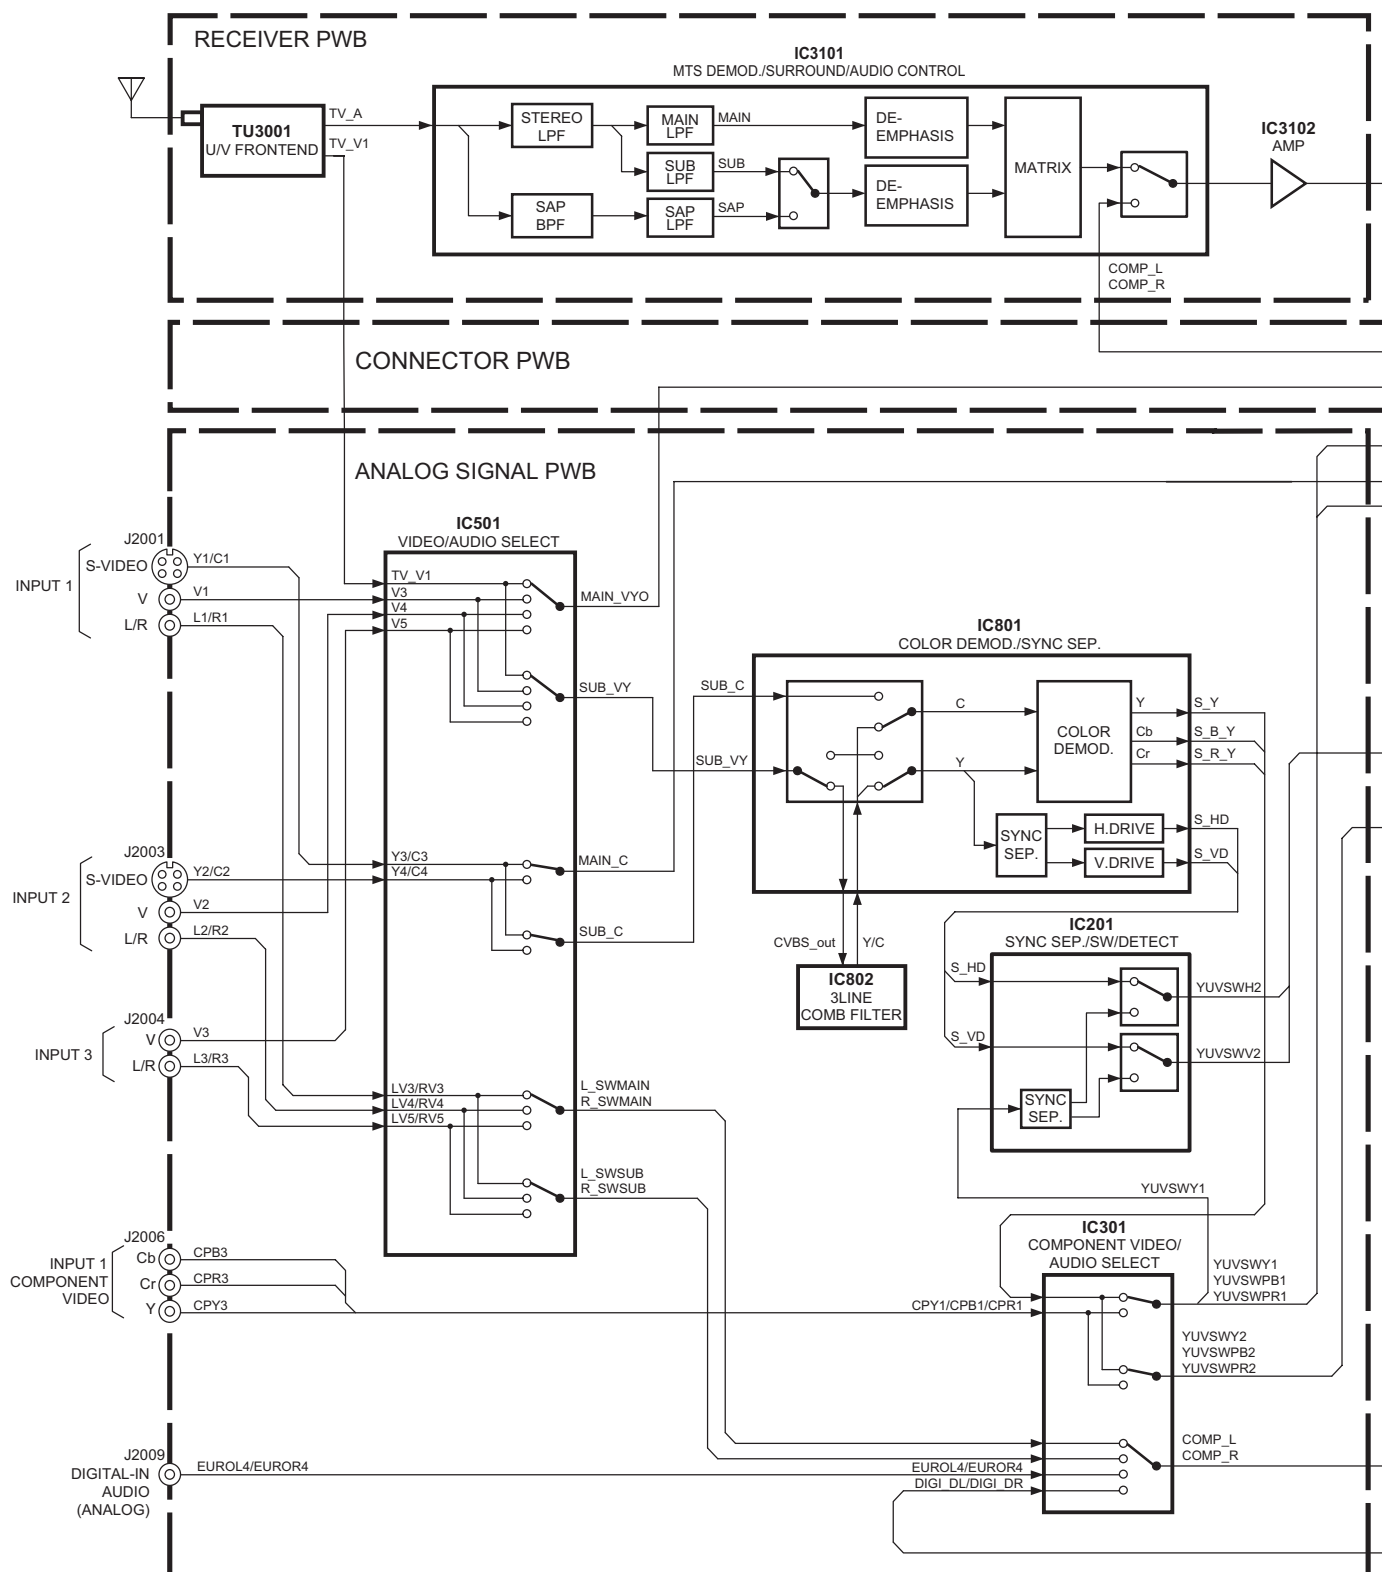 RECEIVER PWB
IC3101
MTS DEMOD./SURROUND/AUDIO CONTROL
TU3001
U/V FRONTEND
TV_A
TV_V1
STEREO
LPF
MAIN
LPF
MAIN
SUB
LPF
SUB
SAP
BPF
SAP
LPF
SAP
DE-
EMPHASIS
DE-
EMPHASIS
MATRIX
IC3102
AMP
COMP_L
COMP_R
CONNECTOR PWB
ANALOG SIGNAL PWB
IC501
VIDEO/AUDIO SELECT
J2001
INPUT 1
S-VIDEO
Y1/C1
V
V1
L/R
L1/R1
TV_V1
V3
V4
V5
MAIN_VYO
SUB_VY
IC801
COLOR DEMOD./SYNC SEP.
SUB_C
SUB_VY
C
Y
COLOR
DEMOD.
Y
Cb
Cr
S_Y
S_B_Y
S_R_Y
SYNC
SEP.
H.DRIVE
V.DRIVE
S_HD
S_VD
J2003
INPUT 2
S-VIDEO
Y2/C2
V
V2
L/R
L2/R2
Y3/C3
Y4/C4
MAIN_C
SUB_C
CVBS_out
Y/C
IC802
3LINE
COMB FILTER
IC201
SYNC SEP./SW/DETECT
S_HD
S_VD
YUVSWH2
YUVSWV2
SYNC
SEP.
J2004
INPUT 3
V
V3
L/R
L3/R3
LV3/RV3
LV4/RV4
LV5/RV5
L_SWMAIN
R_SWMAIN
L_SWSUB
R_SWSUB
YUVSWY1
J2006
INPUT 1
COMPONENT
VIDEO
Cb
CPB3
Cr
CPR3
Y
CPY3
IC301
COMPONENT VIDEO/
AUDIO SELECT
CPY1/CPB1/CPR1
YUVSWY1
YUVSWPB1
YUVSWPR1
YUVSWY2
YUVSWPB2
YUVSWPR2
COMP_L
COMP_R
J2009
DIGITAL-IN
AUDIO
(ANALOG)
EUROL4/EUROR4
EUROL4/EUROR4
DIGI_DL/DIGI_DR